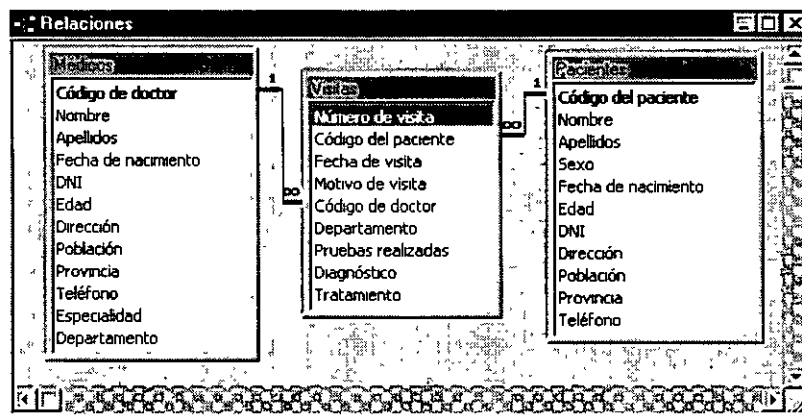 Relaciones
Médicos
Código de doctor
Nombre
Apellidos
Fecha de nacimiento
DNI
Edad
Dirección
Población
Provincia
Teléfono
Especialidad
Departamento
1
∞
Visitas
Número de visita
Código del paciente
Fecha de visita
Motivo de visita
Código de doctor
Departamento
Pruebas realizadas
Diagnóstico
Tratamiento
1
∞
Pacientes
Código del paciente
Nombre
Apellidos
Sexo
Fecha de nacimiento
Edad
DNI
Dirección
Población
Provincia
Teléfono